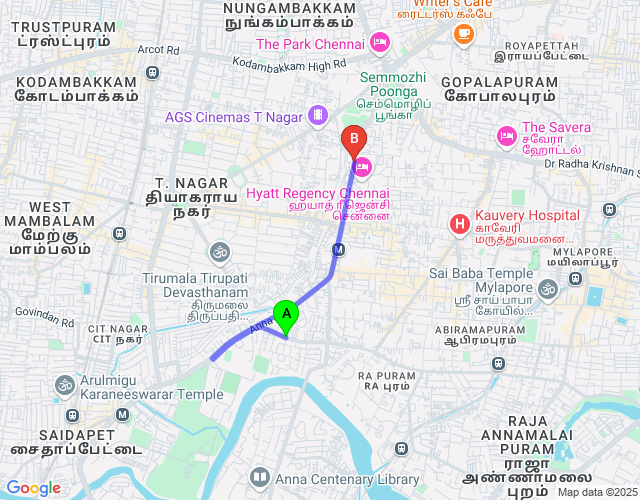 NUNGAMBAKKAM
நுங்கம்பாக்கம்
Writer's Cafe
ரைட்டர்ஸ் கஃபே
TRUSTPURAM
ட்ரஸ்ட்புரம்
Arcot Rd
The Park Chennai
Kodambakkam High Rd
ROYAPETTAH
இராயப்பேட்டை
KODAMBAKKAM
கோடம்பாக்கம்
Semmozhi
Poonga
செம்மொழிப்
பூங்கா
GOPALAPURAM
கோபாலபுரம்
AGS Cinemas T Nagar
B
The Savera
சவேரா
ஹோட்டல்
Dr Radha Krishnan S
T. NAGAR
தியாகராய
நகர்
Hyatt Regency Chennai
ஹயாத் ரீஜென்சி
சென்னை
WEST
MAMBALAM
மேற்கு
மாம்பலம்
Kauvery Hospital
காவேரி
மருத்துவமனை...
H
M
MYLAPORE
மயிலாப்பூர்
Tirumala Tirupati
Devasthanam
திருமலை
திருப்பதி...
Sai Baba Temple
Mylapore
ஸ்ரீ சாய் பாபா
கோயில்...
Govindan Rd
A
Anna
CIT NAGAR
CIT நகர்
ABIRAMAPURAM
ஆபிரமபுரம்
RA PURAM
RA புரம்
Arulmigu
Karaneeswarar Temple
M
SAIDAPET
சைதாப்பேட்டை
RAJA
ANNAMALAI
PURAM
ராஜா
அண்ணாமலை
புரம்
Anna Centenary Library
Google
Map data ©2025